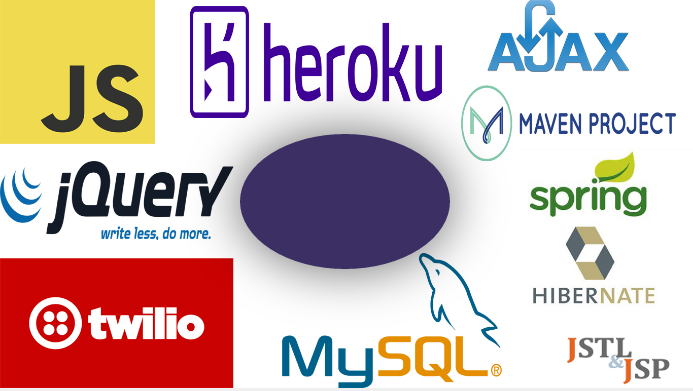 JS
heroku
AJAX
MAVEN PROJECT
jQuery
write less, do more.
spring
HIBERNATE
twilio
MySQL®
JSTL
&JSP